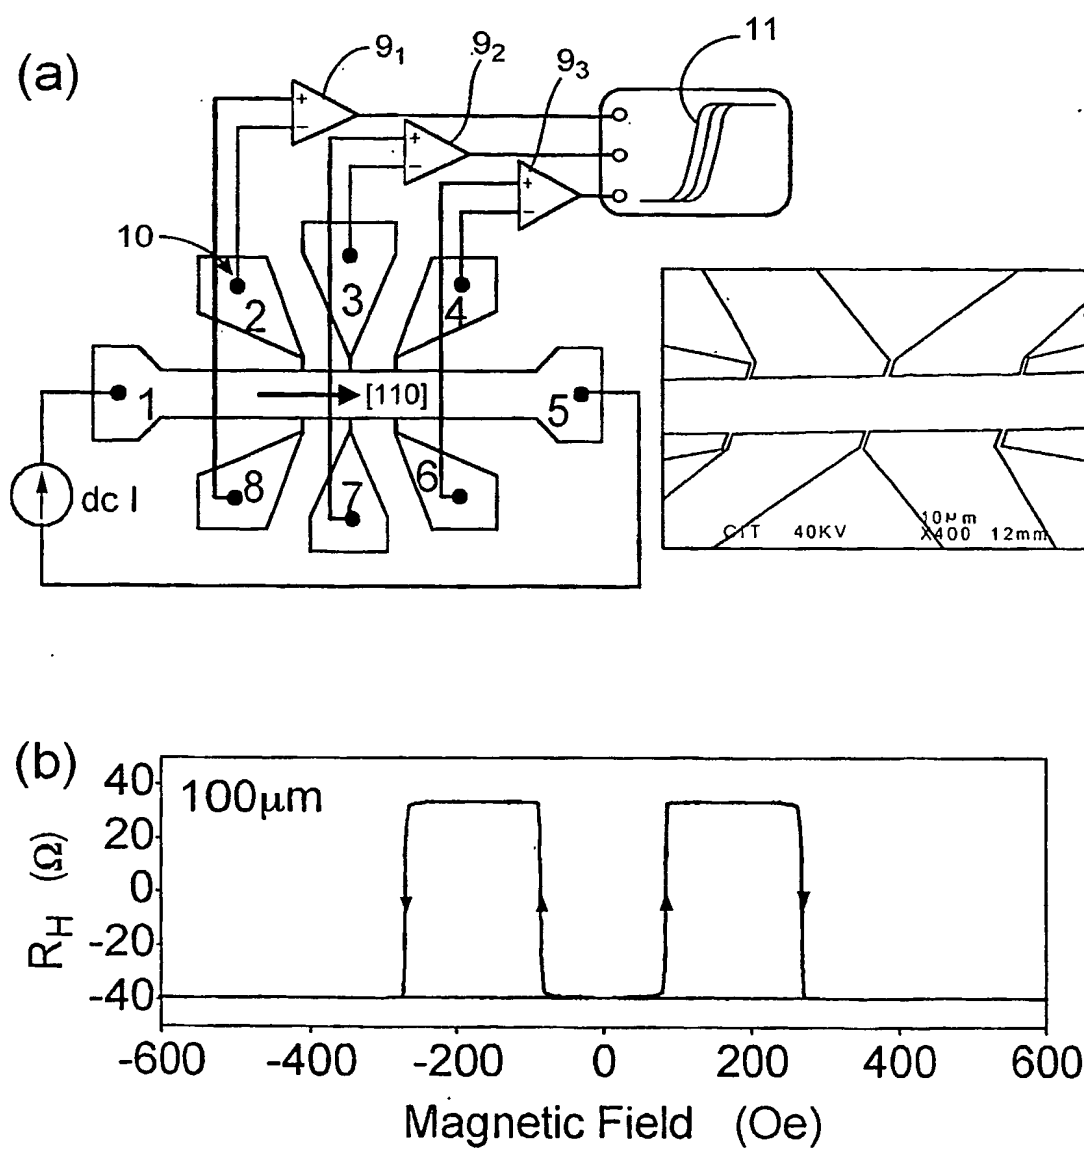 (a)
9₁
9₂
9₃
11
+
−
+
−
+
−
10
2
3
4
1
[110]
5
8
7
6
dc I
10µm
CIT 40KV X400 12mm
(b)
100µm
40
20
0
-20
-40
R_H (Ω)
-600 -400 -200 0 200 400 600
Magnetic Field (Oe)